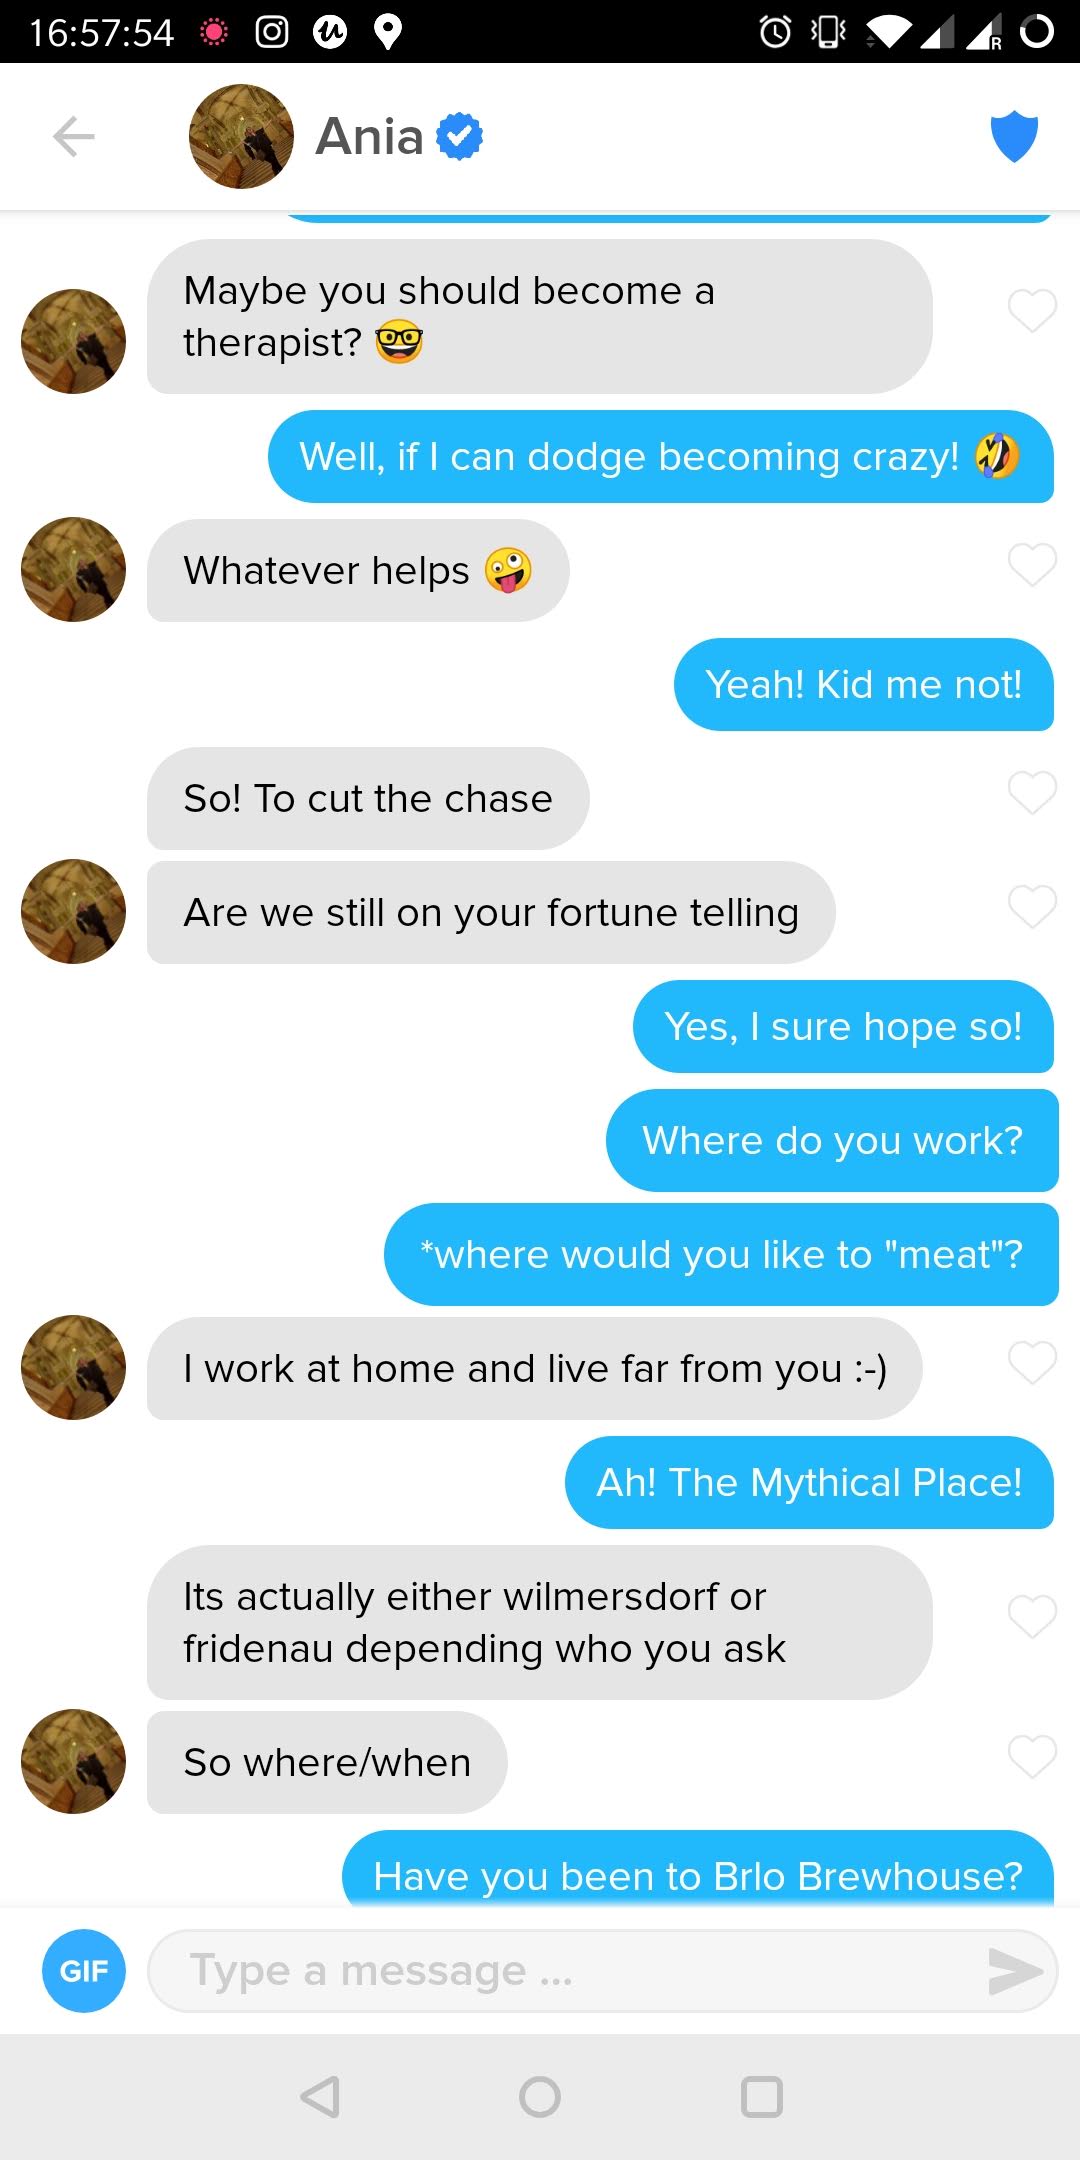 16:57:54
R
Ania
Maybe you should become a
therapist? 🤓
Well, if I can dodge becoming crazy! 🤣
Whatever helps 🤪
Yeah! Kid me not!
So! To cut the chase
Are we still on your fortune telling
Yes, I sure hope so!
Where do you work?
*where would you like to "meat"?
I work at home and live far from you :-)
Ah! The Mythical Place!
Its actually either wilmersdorf or
fridenau depending who you ask
So where/when
Have you been to Brlo Brewhouse?
GIF
Type a message ...